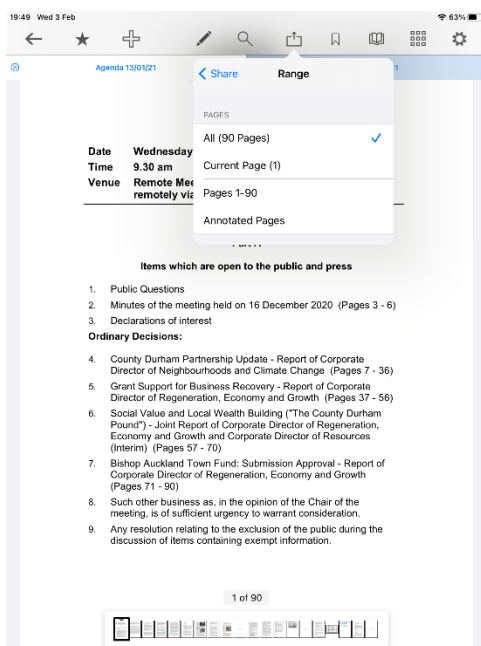 19:49 Wed 3 Feb
63%
Agenda 13/01/21
1
Share
Range
PAGES
All (90 Pages)
Current Page (1)
Pages 1-90
Annotated Pages
Date Wednesday
Time 9.30 am
Venue Remote Mee
remotely via
Items which are open to the public and press
1. Public Questions
2. Minutes of the meeting held on 16 December 2020 (Pages 3 - 6)
3. Declarations of interest
Ordinary Decisions:
4. County Durham Partnership Update - Report of Corporate
Director of Neighbourhoods and Climate Change (Pages 7 - 36)
5. Grant Support for Business Recovery - Report of Corporate
Director of Regeneration, Economy and Growth (Pages 37 - 56)
6. Social Value and Local Wealth Building ("The County Durham
Pound") - Joint Report of Corporate Director of Regeneration,
Economy and Growth and Corporate Director of Resources
(Interim) (Pages 57 - 70)
7. Bishop Auckland Town Fund: Submission Approval - Report of
Corporate Director of Regeneration, Economy and Growth
(Pages 71 - 90)
8. Such other business as, in the opinion of the Chair of the
meeting, is of sufficient urgency to warrant consideration.
9. Any resolution relating to the exclusion of the public during the
discussion of items containing exempt information.
1 of 90